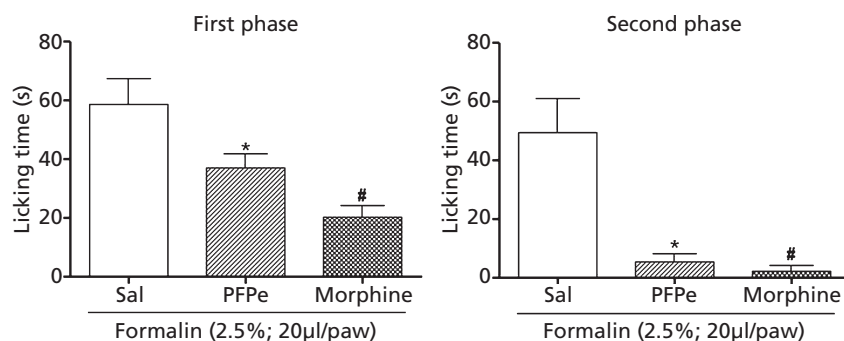 First phase
80
60
40
20
0
Licking time (s)
*
#
Sal PFPe Morphine
Formalin (2.5%; 20µl/paw)
Second phase
80
60
40
20
0
Licking time (s)
*
#
Sal PFPe Morphine
Formalin (2.5%; 20µl/paw)